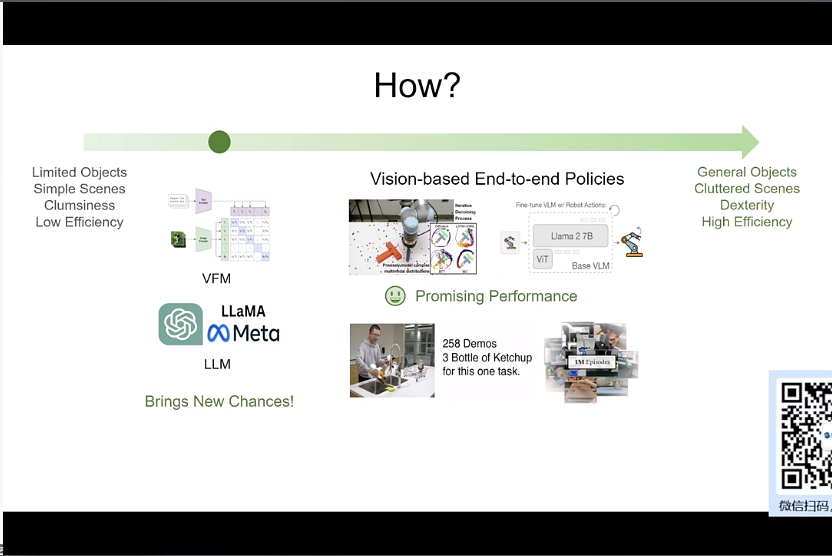 How?
Limited Objects
Simple Scenes
Clumsiness
Low Efficiency
VFM
LLaMA
Meta
LLM
Brings New Chances!
Vision-based End-to-end Policies
Iterative
Denoising
Process
Fine-tune VLM w/ Robot Actions:
Llama 2 7B
ViT
Base VLM
Promising Performance
258 Demos
3 Bottle of Ketchup
for this one task.
1M Episodes
General Objects
Cluttered Scenes
Dexterity
High Efficiency
微信扫码